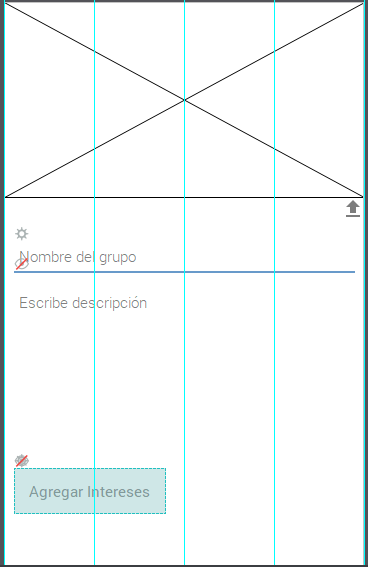 Nombre del grupo
Escribe descripción
Agregar Intereses